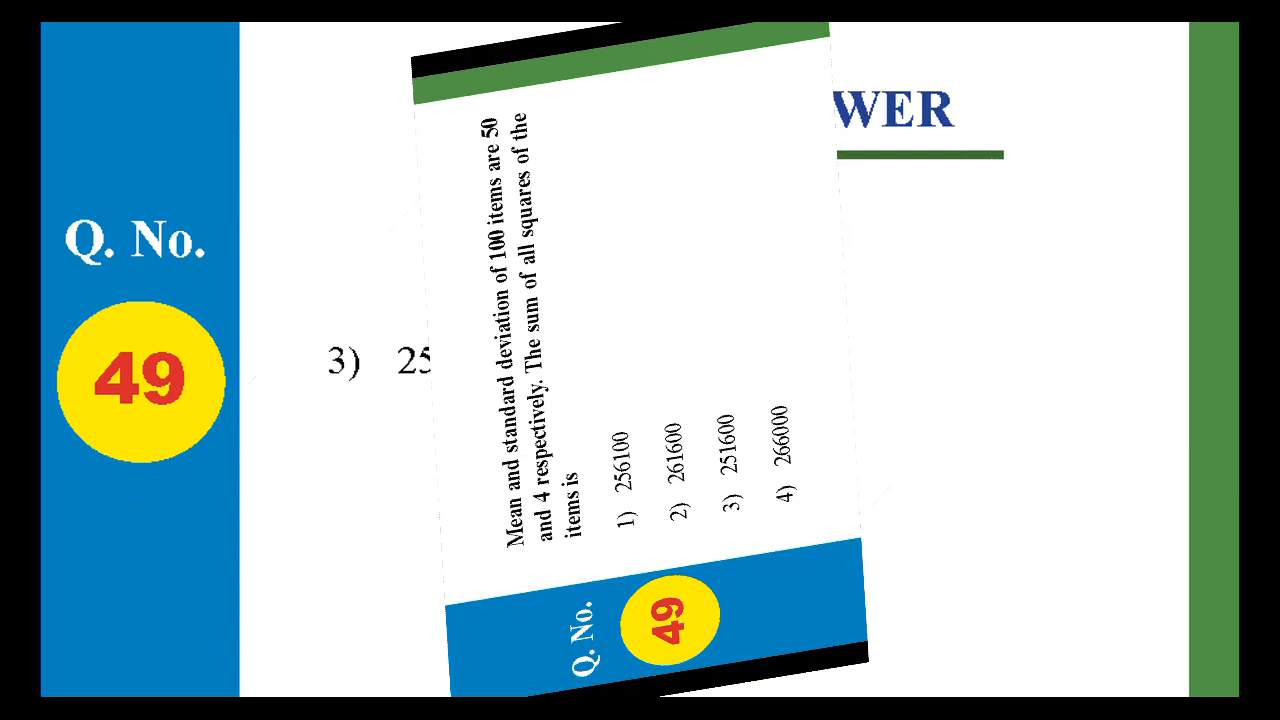 Q. No.
49
WER
3) 25
Mean and standard deviation of 100 items are 50
and 4 respectively. The sum of all squares of the
items is
1) 256100
2) 261600
3) 251600
4) 266000
Q. No.
49